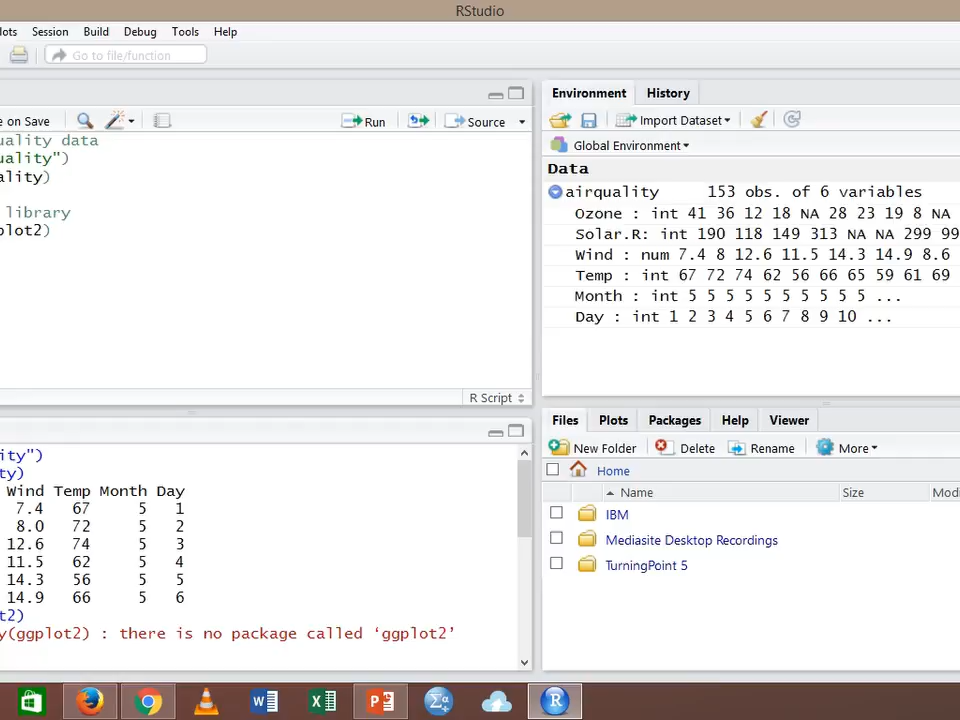 RStudio
lots Session Build Debug Tools Help
Go to file/function
e on Save Run Source
uality data
uality")
ality)
library
plot2)
R Script
Environment History
Import Dataset
Global Environment
Data
airquality 153 obs. of 6 variables
Ozone : int 41 36 12 18 NA 28 23 19 8 NA
Solar.R: int 190 118 149 313 NA NA 299 99
Wind : num 7.4 8 12.6 11.5 14.3 14.9 8.6
Temp : int 67 72 74 62 56 66 65 59 61 69
Month : int 5 5 5 5 5 5 5 5 5 5 ...
Day : int 1 2 3 4 5 6 7 8 9 10 ...
ity")
ty)
Wind Temp Month Day
7.4 67 5 1
8.0 72 5 2
12.6 74 5 3
11.5 62 5 4
14.3 56 5 5
14.9 66 5 6
t2)
y(ggplot2) : there is no package called ‘ggplot2’
Files Plots Packages Help Viewer
New Folder Delete Rename More
Home
Name Size Modi
IBM
Mediasite Desktop Recordings
TurningPoint 5